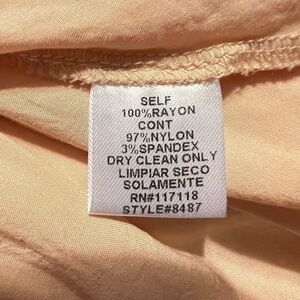 SELF
100%RAYON
CONT
97%NYLON
3%SPANDEX
DRY CLEAN ONLY
LIMPIAR SECO
SOLAMENTE
RN#117118
STYLE#8487